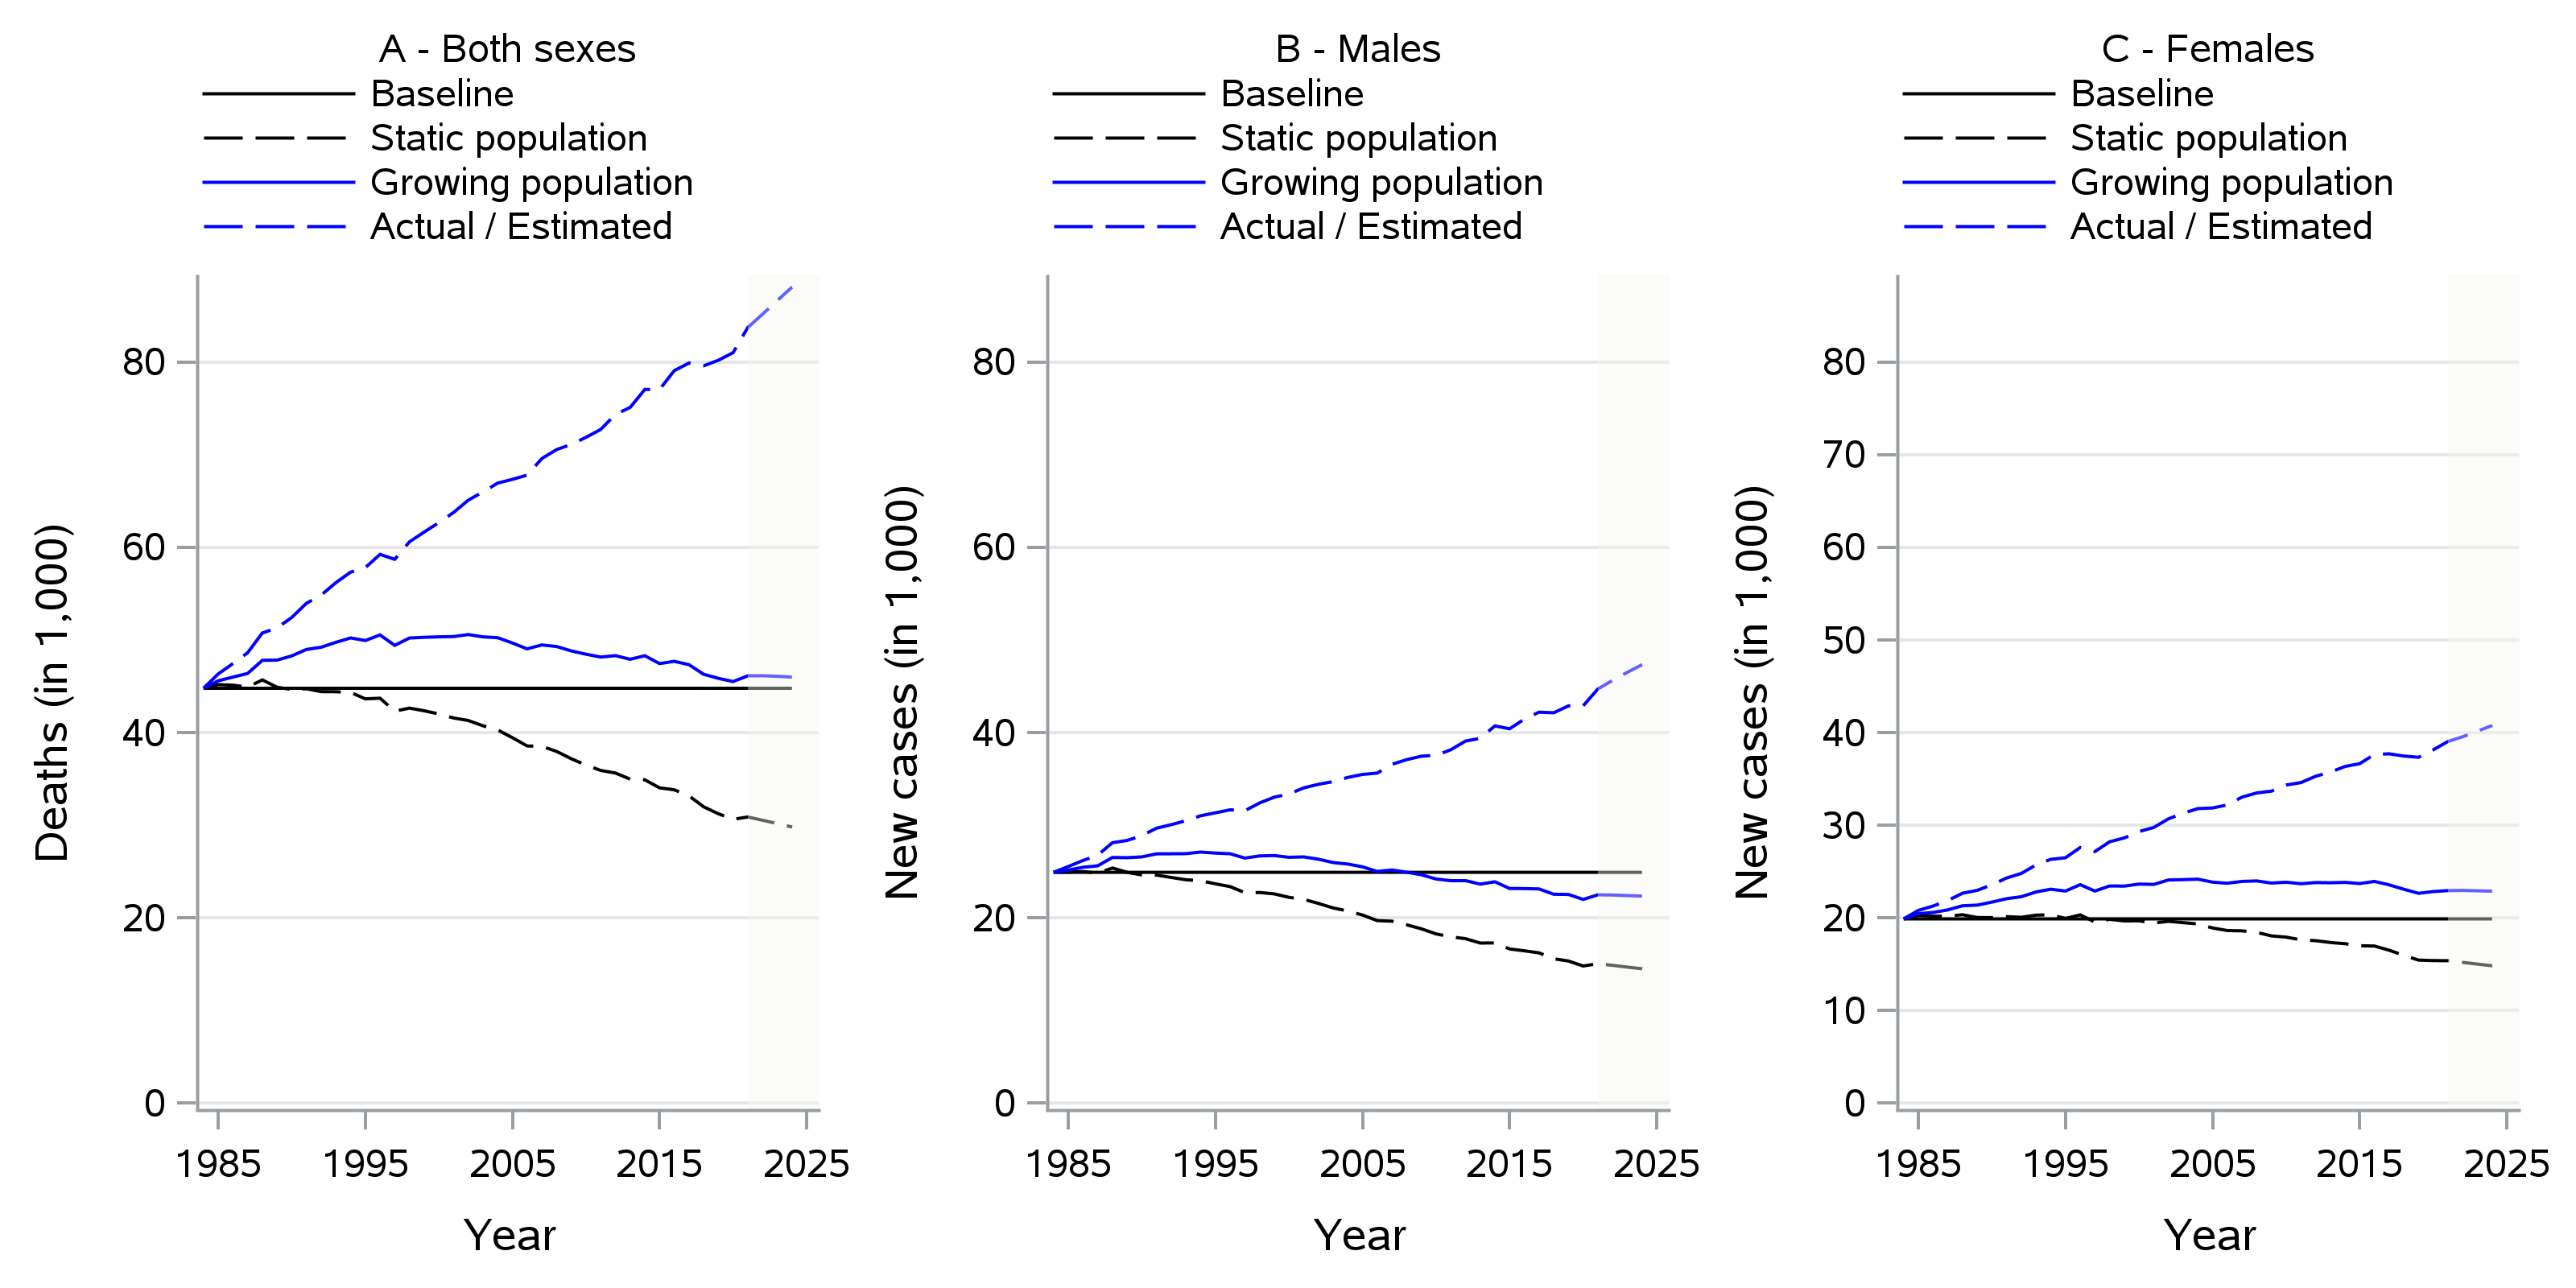 A - Both sexes
Baseline
Static population
Growing population
Actual / Estimated
Deaths (in 1,000)
80
60
40
20
0
1985 1995 2005 2015 2025
Year
B - Males
Baseline
Static population
Growing population
Actual / Estimated
New cases (in 1,000)
80
60
40
20
0
1985 1995 2005 2015 2025
Year
C - Females
Baseline
Static population
Growing population
Actual / Estimated
New cases (in 1,000)
80
70
60
50
40
30
20
10
0
1985 1995 2005 2015 2025
Year